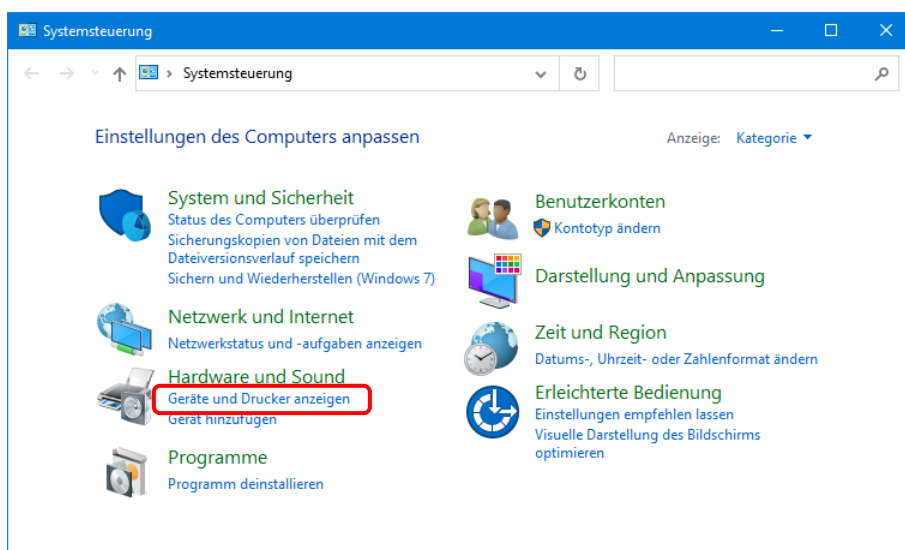 Systemsteuerung
Systemsteuerung
Einstellungen des Computers anpassen
Anzeige: Kategorie
System und Sicherheit
Status des Computers überprüfen
Sicherungskopien von Dateien mit dem
Dateiversionsverlauf speichern
Sichern und Wiederherstellen (Windows 7)
Netzwerk und Internet
Netzwerkstatus und -aufgaben anzeigen
Hardware und Sound
Geräte und Drucker anzeigen
Gerät hinzufügen
Programme
Programm deinstallieren
Benutzerkonten
Kontotyp ändern
Darstellung und Anpassung
Zeit und Region
Datums-, Uhrzeit- oder Zahlenformat ändern
Erleichterte Bedienung
Einstellungen empfehlen lassen
Visuelle Darstellung des Bildschirms
optimieren